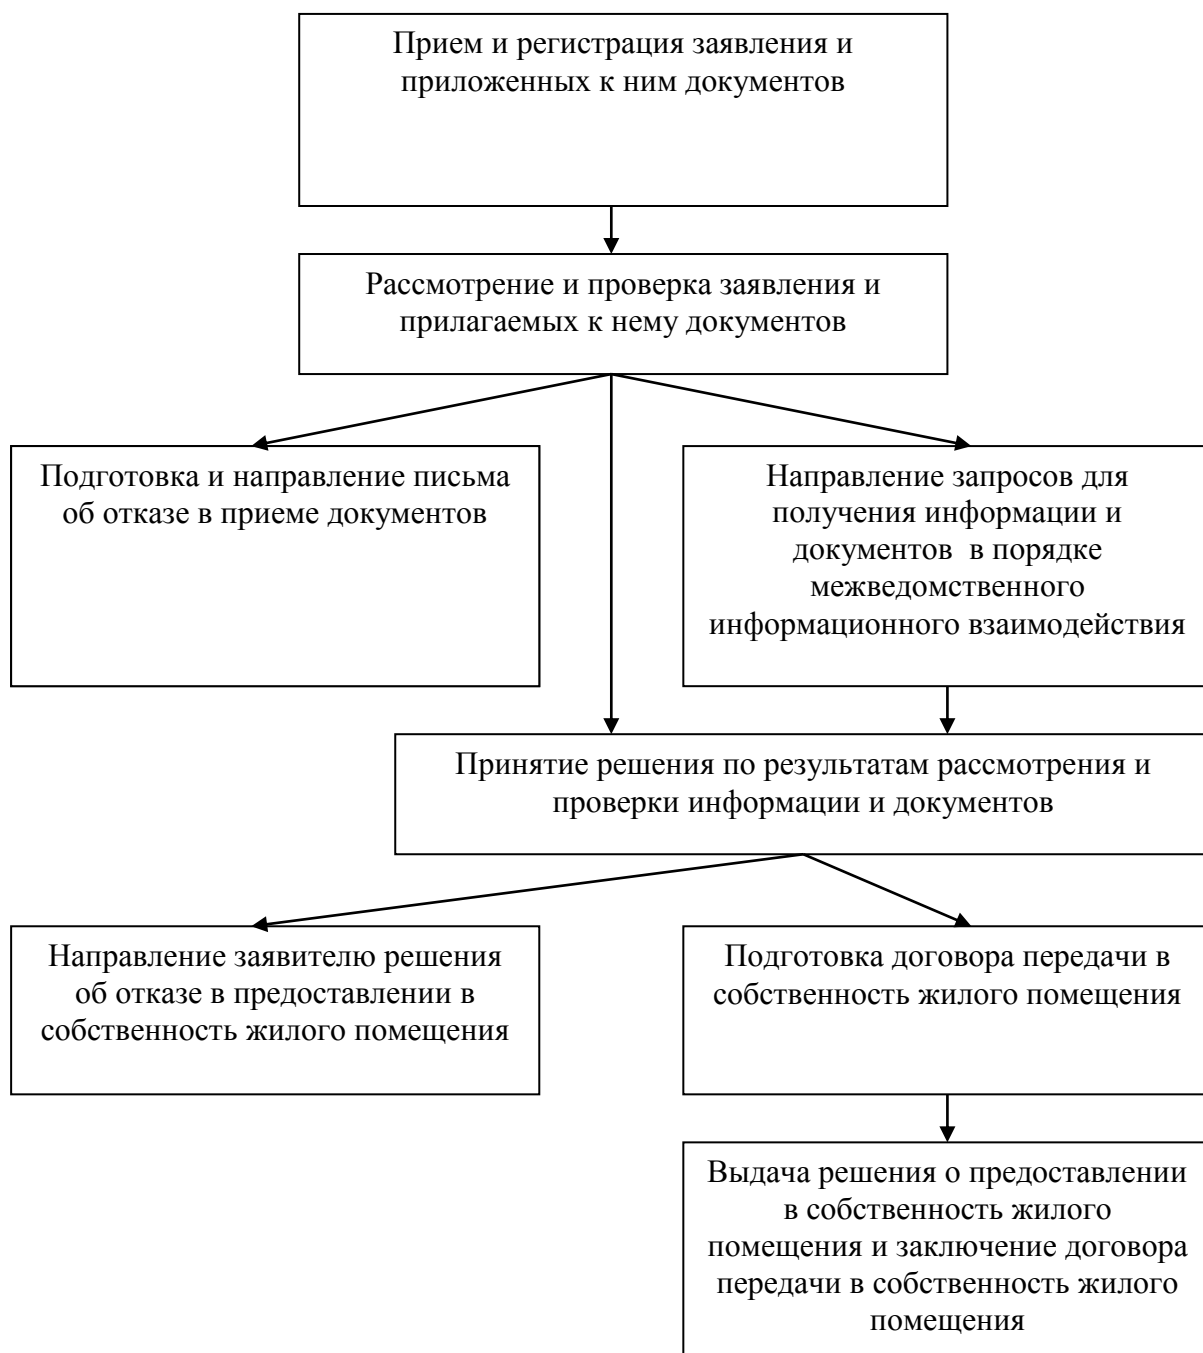 Прием и регистрация заявления и
приложенных к ним документов
Рассмотрение и проверка заявления и
прилагаемых к нему документов
Подготовка и направление письма
об отказе в приеме документов
Направление запросов для
получения информации и
документов  в порядке
межведомственного
информационного взаимодействия
Принятие решения по результатам рассмотрения и
проверки информации и документов
Направление заявителю решения
об отказе в предоставлении в
собственность жилого помещения
Подготовка договора передачи в
собственность жилого помещения
Выдача решения о предоставлении
в собственность жилого
помещения и заключение договора
передачи в собственность жилого
помещения